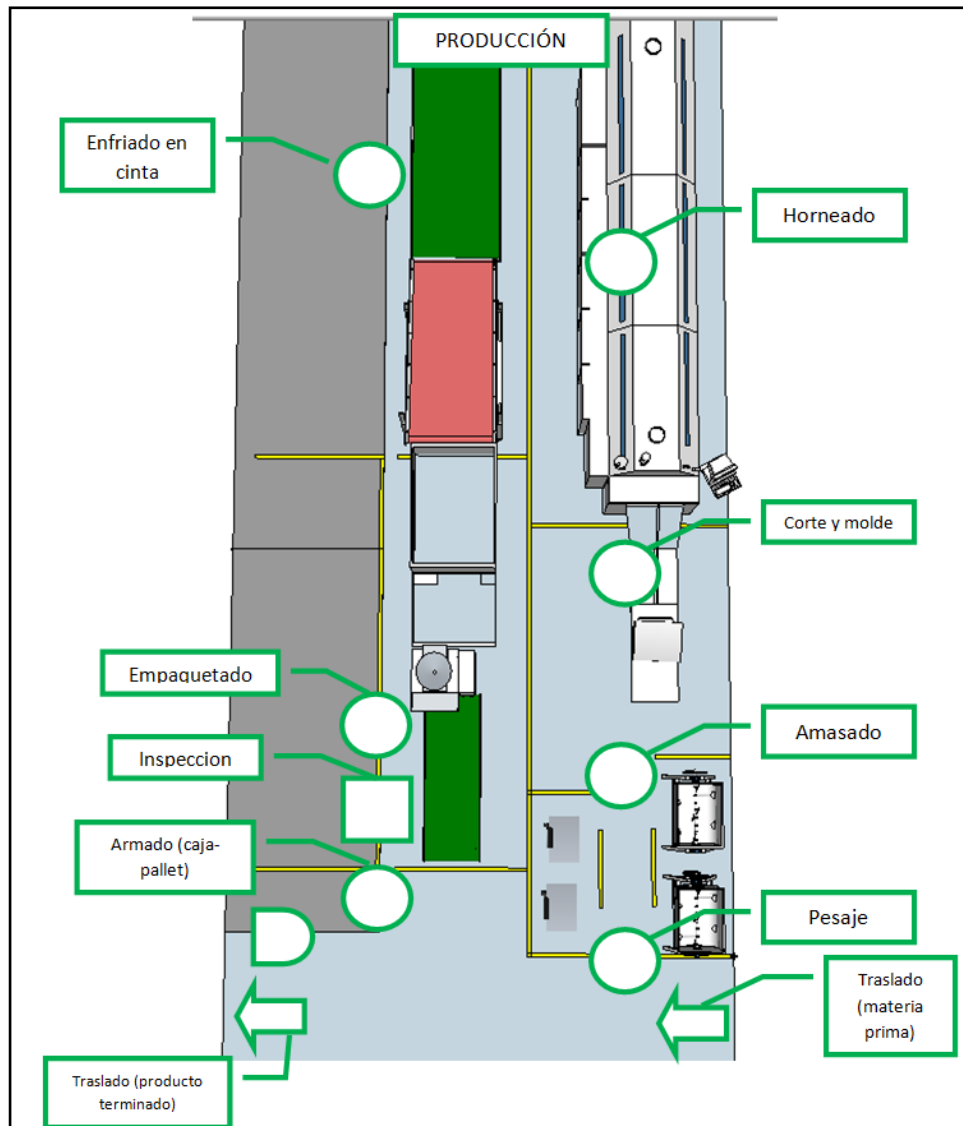 PRODUCCIÓN
Enfriado en
cinta
Horneado
Corte y molde
Empaquetado
Amasado
Inspeccion
Armado (caja-
pallet)
Pesaje
Traslado
(materia
prima)
Traslado (producto
terminado)